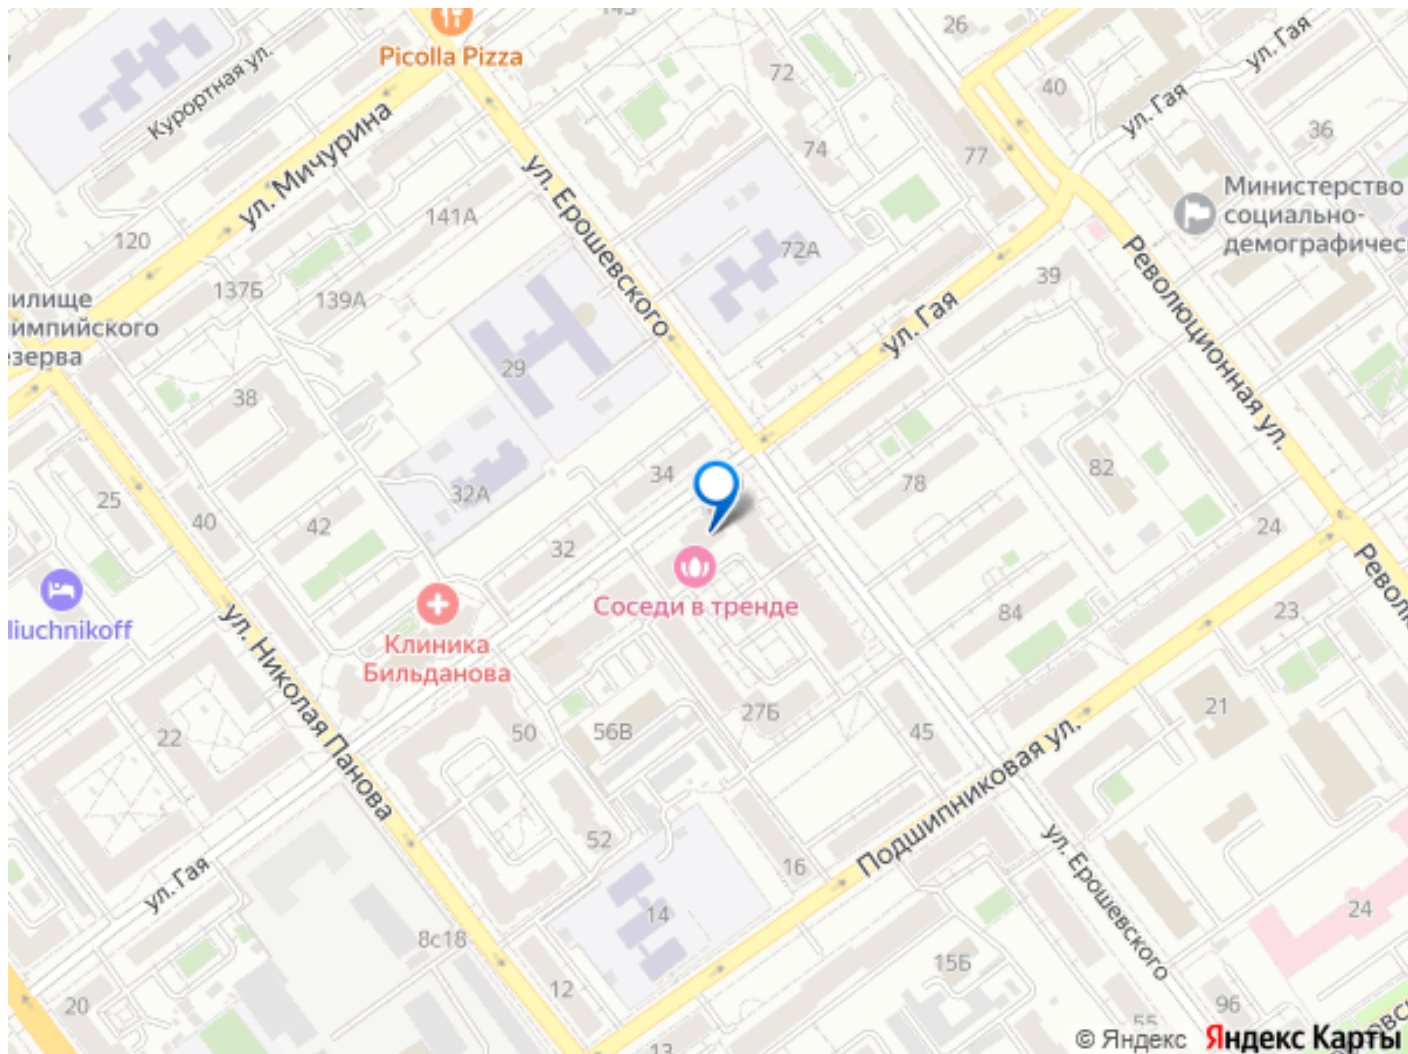 26
ул. Гая
72
Picolla Pizza
Курортная ул.
40
ул. Гая
36
ул. Мичурина
74
77
ул. Ерошевского
Министерство
социально-
демографичес
141А
120
72А
Революционная ул.
137Б
139А
39
илище
импийского
зерва
ул. Гая
29
38
34
82
78
32А
25
40
42
24
32
Револю
Соседи в тренде
84
23
liuchnikoff
Клиника
Бильданова
ул. Николая Панова
27Б
21
22
50
56В
45
Подшипниковая ул.
52
16
ул. Гая
ул. Ерошевского
14
24
8с18
15Б
12
20
96
55
13
© Яндекс
Яндекс Карты